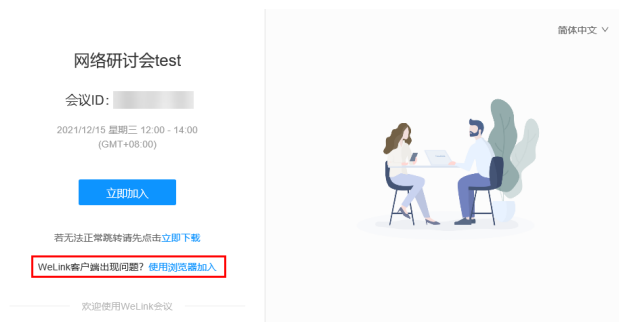 简体中文
网络研讨会test
会议ID:
2021/12/15 星期三 12:00 - 14:00
(GMT+08:00)
立即加入
若无法正常跳转请先点击立即下载
WeLink客户端出现问题？使用浏览器加入
欢迎使用WeLink会议